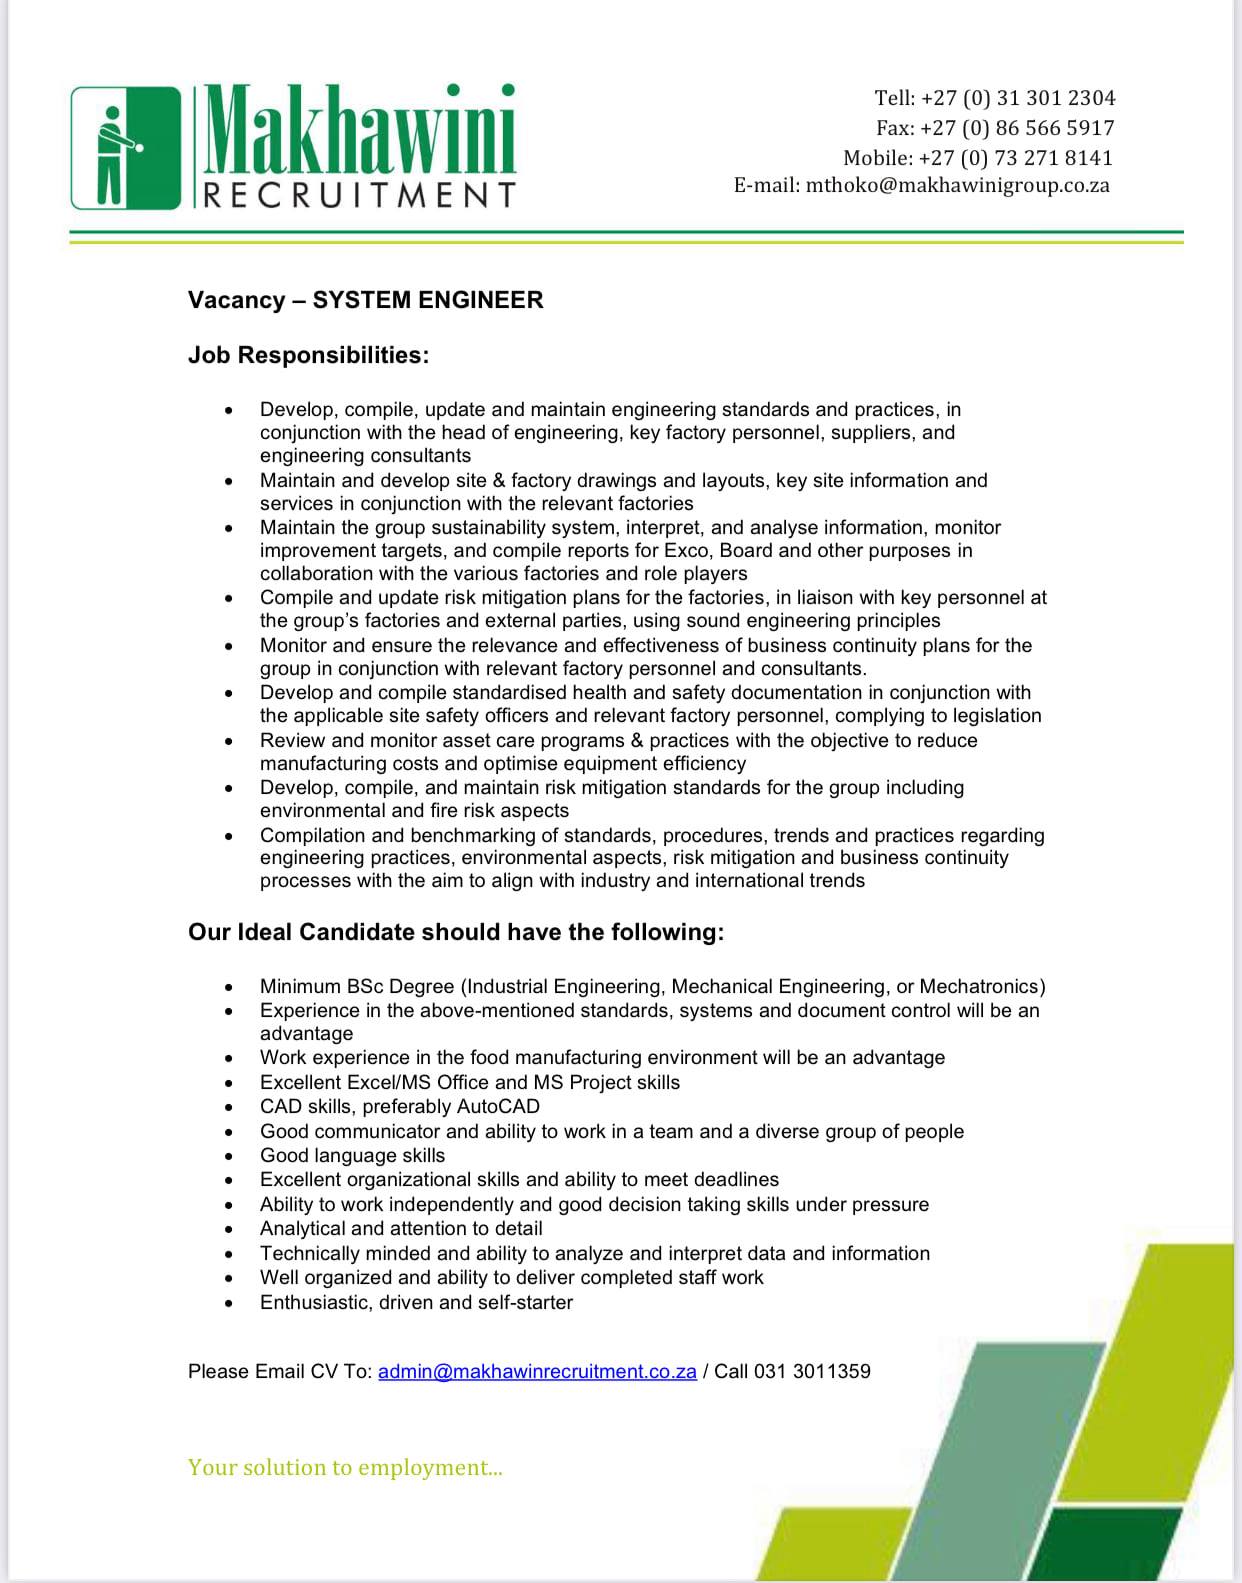 Makhawini
RECRUITMENT
Tell: +27 (0) 31 301 2304
Fax: +27 (0) 86 566 5917
Mobile: +27 (0) 73 271 8141
E-mail: mthoko@makhawinigroup.co.za
Vacancy – SYSTEM ENGINEER
Job Responsibilities:
• Develop, compile, update and maintain engineering standards and practices, in
conjunction with the head of engineering, key factory personnel, suppliers, and
engineering consultants
• Maintain and develop site & factory drawings and layouts, key site information and
services in conjunction with the relevant factories
• Maintain the group sustainability system, interpret, and analyse information, monitor
improvement targets, and compile reports for Exco, Board and other purposes in
collaboration with the various factories and role players
• Compile and update risk mitigation plans for the factories, in liaison with key personnel at
the group’s factories and external parties, using sound engineering principles
• Monitor and ensure the relevance and effectiveness of business continuity plans for the
group in conjunction with relevant factory personnel and consultants.
• Develop and compile standardised health and safety documentation in conjunction with
the applicable site safety officers and relevant factory personnel, complying to legislation
• Review and monitor asset care programs & practices with the objective to reduce
manufacturing costs and optimise equipment efficiency
• Develop, compile, and maintain risk mitigation standards for the group including
environmental and fire risk aspects
• Compilation and benchmarking of standards, procedures, trends and practices regarding
engineering practices, environmental aspects, risk mitigation and business continuity
processes with the aim to align with industry and international trends
Our Ideal Candidate should have the following:
• Minimum BSc Degree (Industrial Engineering, Mechanical Engineering, or Mechatronics)
• Experience in the above-mentioned standards, systems and document control will be an
advantage
• Work experience in the food manufacturing environment will be an advantage
• Excellent Excel/MS Office and MS Project skills
• CAD skills, preferably AutoCAD
• Good communicator and ability to work in a team and a diverse group of people
• Good language skills
• Excellent organizational skills and ability to meet deadlines
• Ability to work independently and good decision taking skills under pressure
• Analytical and attention to detail
• Technically minded and ability to analyze and interpret data and information
• Well organized and ability to deliver completed staff work
• Enthusiastic, driven and self-starter
Please Email CV To: admin@makhawinrecruitment.co.za / Call 031 3011359
Your solution to employment...